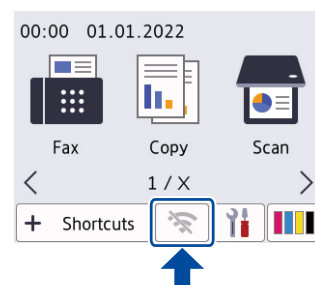 00:00 01.01.2022
Fax Copy Scan
< 1 / X >
+ Shortcuts